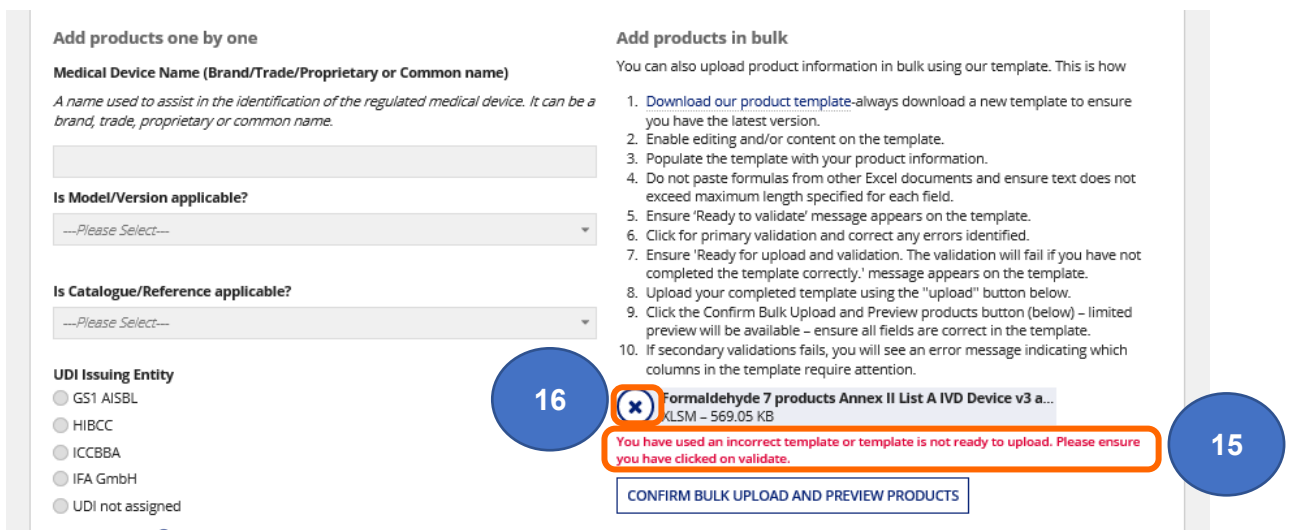 Add products one by one
Medical Device Name (Brand/Trade/Proprietary or Common name)
A name used to assist in the identification of the regulated medical device. It can be a
brand, trade, proprietary or common name.
Is Model/Version applicable?
---Please Select---
Is Catalogue/Reference applicable?
---Please Select---
UDI Issuing Entity
GS1 AISBL
HIBCC
ICCBBA
IFA GmbH
UDI not assigned
Add products in bulk
You can also upload product information in bulk using our template. This is how
1. Download our product template-always download a new template to ensure
you have the latest version.
2. Enable editing and/or content on the template.
3. Populate the template with your product information.
4. Do not paste formulas from other Excel documents and ensure text does not
exceed maximum length specified for each field.
5. Ensure 'Ready to validate' message appears on the template.
6. Click for primary validation and correct any errors identified.
7. Ensure 'Ready for upload and validation. The validation will fail if you have not
completed the template correctly.' message appears on the template.
8. Upload your completed template using the "upload" button below.
9. Click the Confirm Bulk Upload and Preview products button (below) – limited
preview will be available – ensure all fields are correct in the template.
10. If secondary validations fails, you will see an error message indicating which
columns in the template require attention.
16
Formaldehyde 7 products Annex II List A IVD Device v3 a...
XLSM – 569.05 KB
You have used an incorrect template or template is not ready to upload. Please ensure
you have clicked on validate.
15
CONFIRM BULK UPLOAD AND PREVIEW PRODUCTS